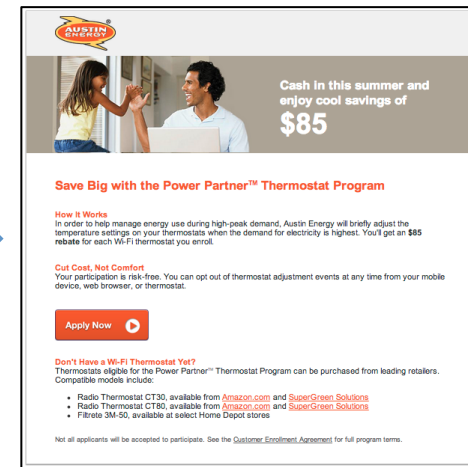 AUSTIN
ENERGY
Cash in this summer and
enjoy cool savings of
$85
Save Big with the Power Partner™ Thermostat Program
How It Works
In order to help manage energy use during high-peak demand, Austin Energy will briefly adjust the
temperature settings on your thermostats when the demand for electricity is highest. You'll get an $85
rebate for each Wi-Fi thermostat you enroll.
Cut Cost, Not Comfort
Your participation is risk-free. You can opt out of thermostat adjustment events at any time from your mobile
device, web browser, or thermostat.
Apply Now
Don't Have a Wi-Fi Thermostat Yet?
Thermostats eligible for the Power Partner™ Thermostat Program can be purchased from leading retailers.
Compatible models include:
• Radio Thermostat CT30, available from Amazon.com and SuperGreen Solutions
• Radio Thermostat CT80, available from Amazon.com and SuperGreen Solutions
• Filtrete 3M-50, available at select Home Depot stores
Not all applicants will be accepted to participate. See the Customer Enrollment Agreement for full program terms.